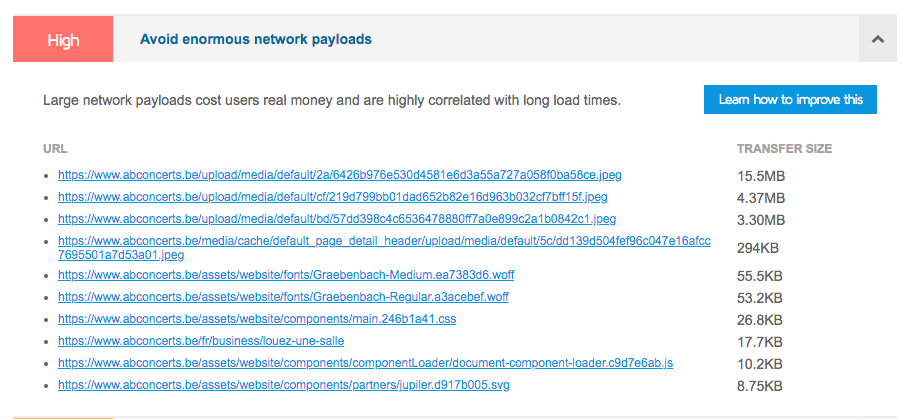 High
Avoid enormous network payloads
Large network payloads cost users real money and are highly correlated with long load times.
Learn how to improve this
URL TRANSFER SIZE
https://www.abconcerts.be/upload/media/default/2a/6426b976e530d4581e6d3a55a727a058f0ba58ce.jpeg 15.5MB
https://www.abconcerts.be/upload/media/default/cf/219d799bb01dad652b82e16d963b032cf7bff15f.jpeg 4.37MB
https://www.abconcerts.be/upload/media/default/bd/57dd398c4c6536478880ff7a0e899c2a1b0842c1.jpeg 3.30MB
https://www.abconcerts.be/media/cache/default_page_detail_header/upload/media/default/5c/dd139d504fef96c047e16afcc
7695501a7d53a01.jpeg 294KB
https://www.abconcerts.be/assets/website/fonts/Graebenbach-Medium.ea7383d6.woff 55.5KB
https://www.abconcerts.be/assets/website/fonts/Graebenbach-Regular.a3acebef.woff 53.2KB
https://www.abconcerts.be/assets/website/components/main.246b1a41.css 26.8KB
https://www.abconcerts.be/fr/business/louez-une-salle 17.7KB
https://www.abconcerts.be/assets/website/components/componentLoader/document-component-loader.c9d7e6ab.js 10.2KB
https://www.abconcerts.be/assets/website/components/partners/jupiler.d917b005.svg 8.75KB